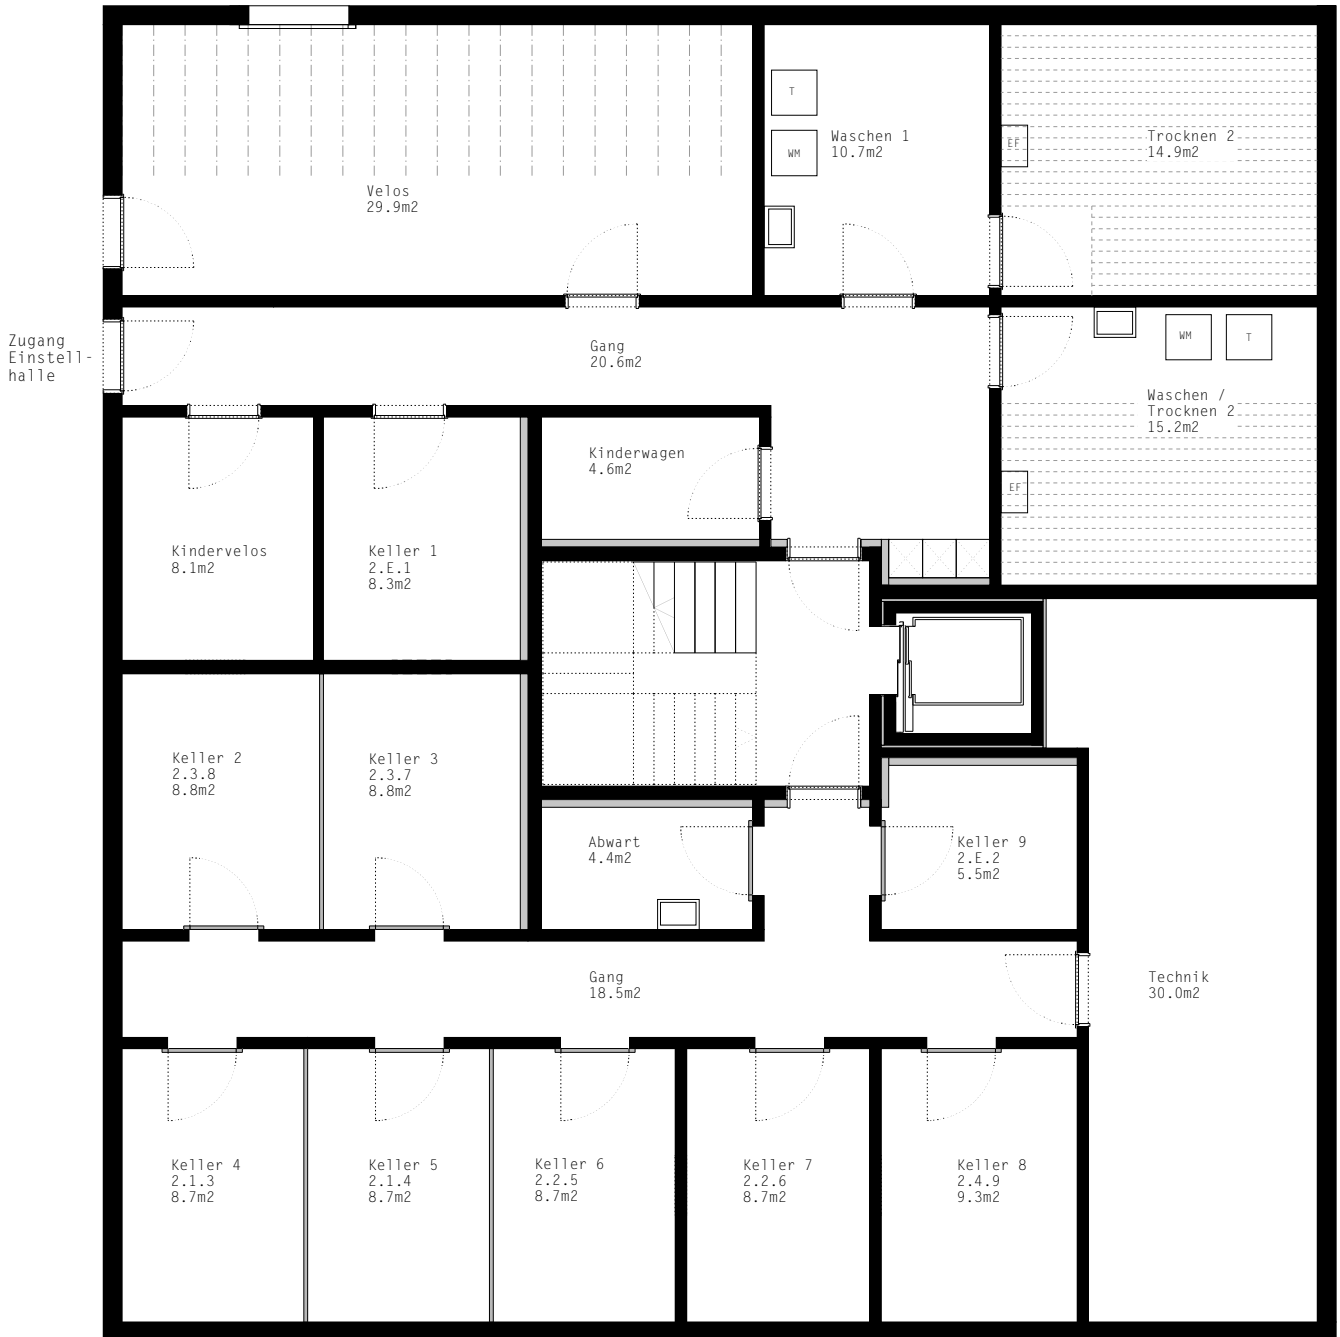 T
WM
Waschen 1
10.7m2
EF
Trocknen 2
14.9m2
Velos
29.9m2
Zugang
Einstell-
halle
Gang
20.6m2
WM
T
Waschen /
Trocknen 2
15.2m2
Kinderwagen
4.6m2
EF
Kindervelos
8.1m2
Keller 1
2.E.1
8.3m2
Keller 2
2.3.8
8.8m2
Keller 3
2.3.7
8.8m2
Abwart
4.4m2
Keller 9
2.E.2
5.5m2
Gang
18.5m2
Technik
30.0m2
Keller 4
2.1.3
8.7m2
Keller 5
2.1.4
8.7m2
Keller 6
2.2.5
8.7m2
Keller 7
2.2.6
8.7m2
Keller 8
2.4.9
9.3m2